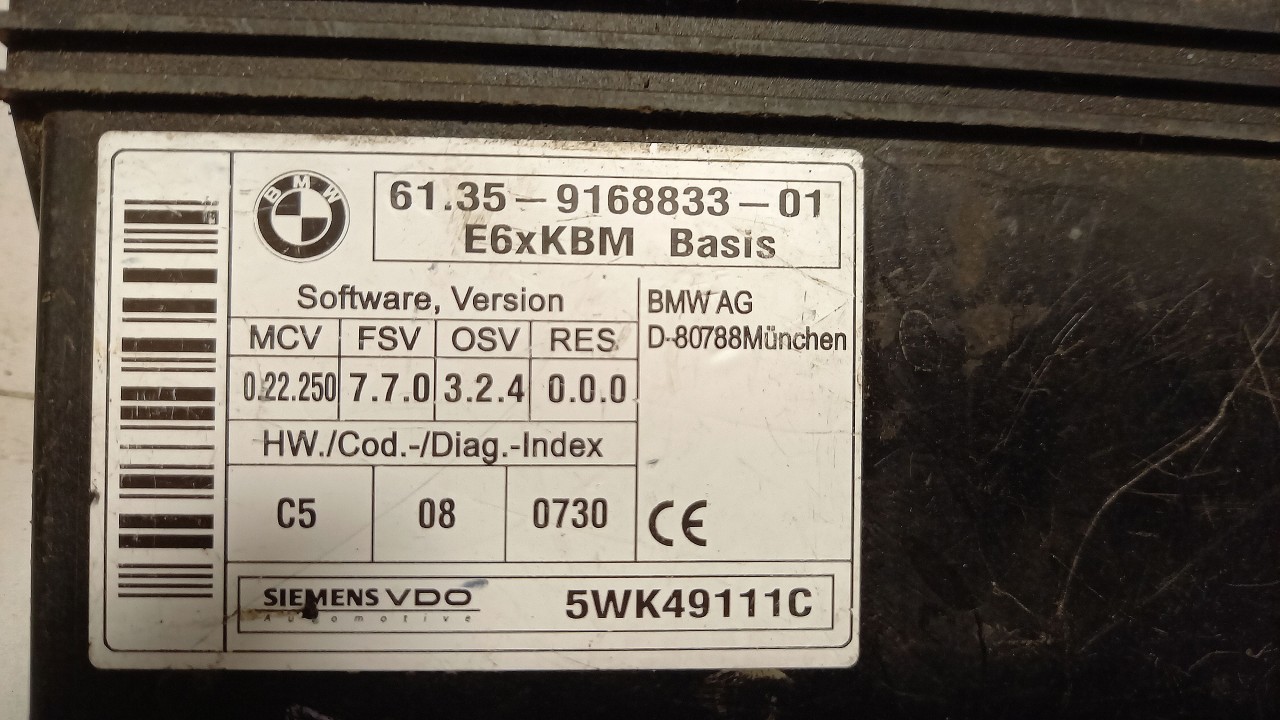 BMW
61.35-9168833-01
E6xKBM Basis
Software, Version
MCV FSV OSV RES.
0.22.250 7.7.0 3.2.4 0.0.0
BMW AG
D-80788München
HW./Cod.-/Diag.-Index
C5 08 0730
CE
SIEMENS VDO
Automotive
5WK49111C